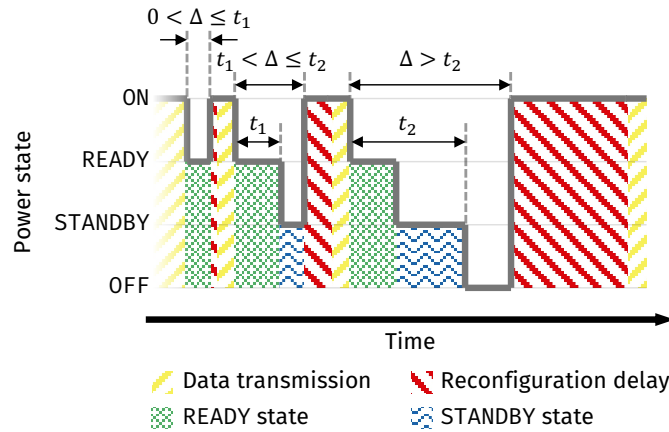 0 < Δ ≤ t₁
t₁ < Δ ≤ t₂
Δ > t₂
ON
t₁
t₂
READY
STANDBY
OFF
Power state
Time
Data transmission
Reconfiguration delay
READY state
STANDBY state